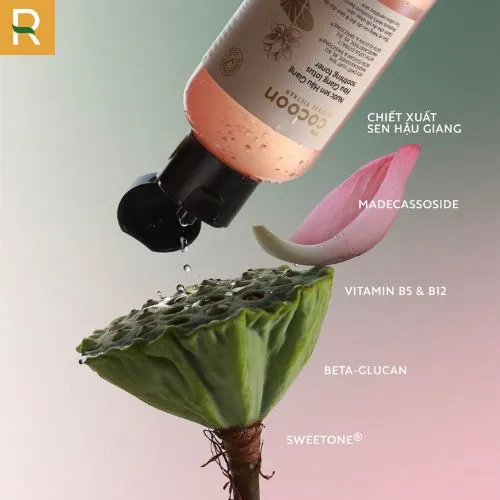 R
CHIẾT XUẤT
SEN HẬU GIANG
MADECASSOSIDE
VITAMIN B5 & B12
BETA-GLUCAN
SWEETONE®
the
cocoon
Nước sen Hậu Giang
Hau Giang lotus
soothing toner